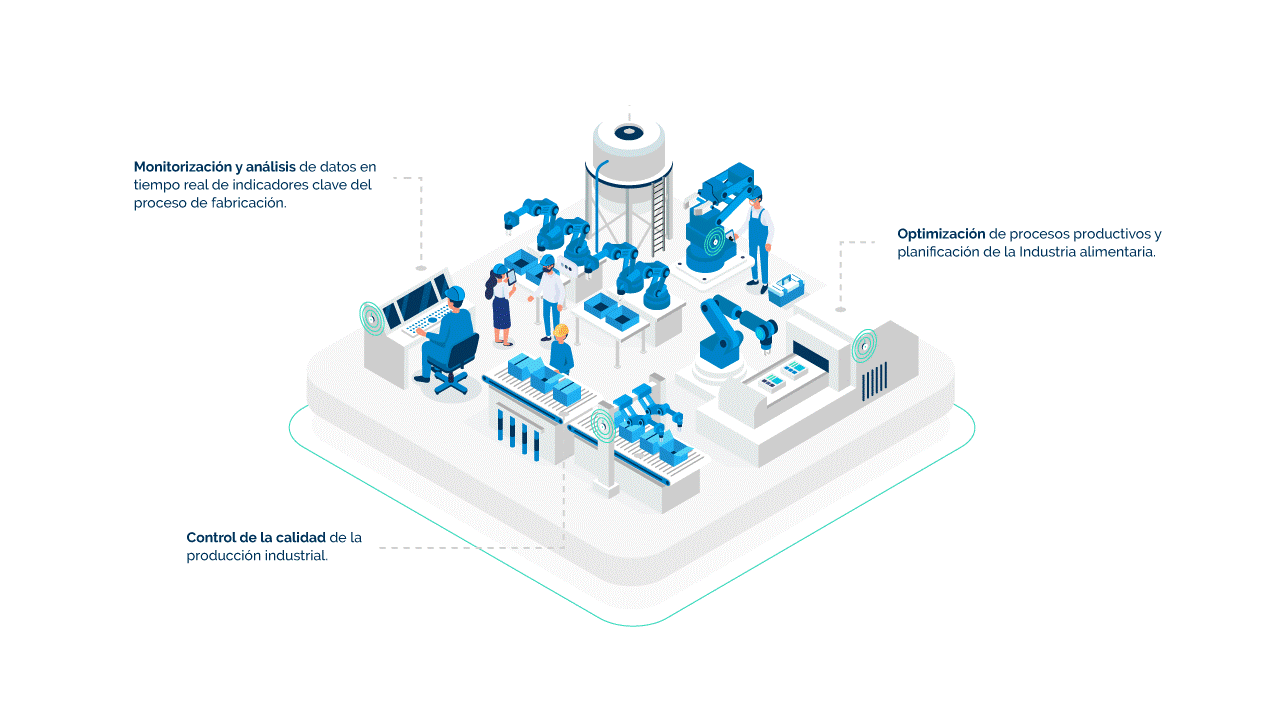 Monitorización y análisis de datos en
tiempo real de indicadores clave del
proceso de fabricación.
Optimización de procesos productivos y
planificación de la Industria alimentaria.
Control de la calidad de la
producción industrial.